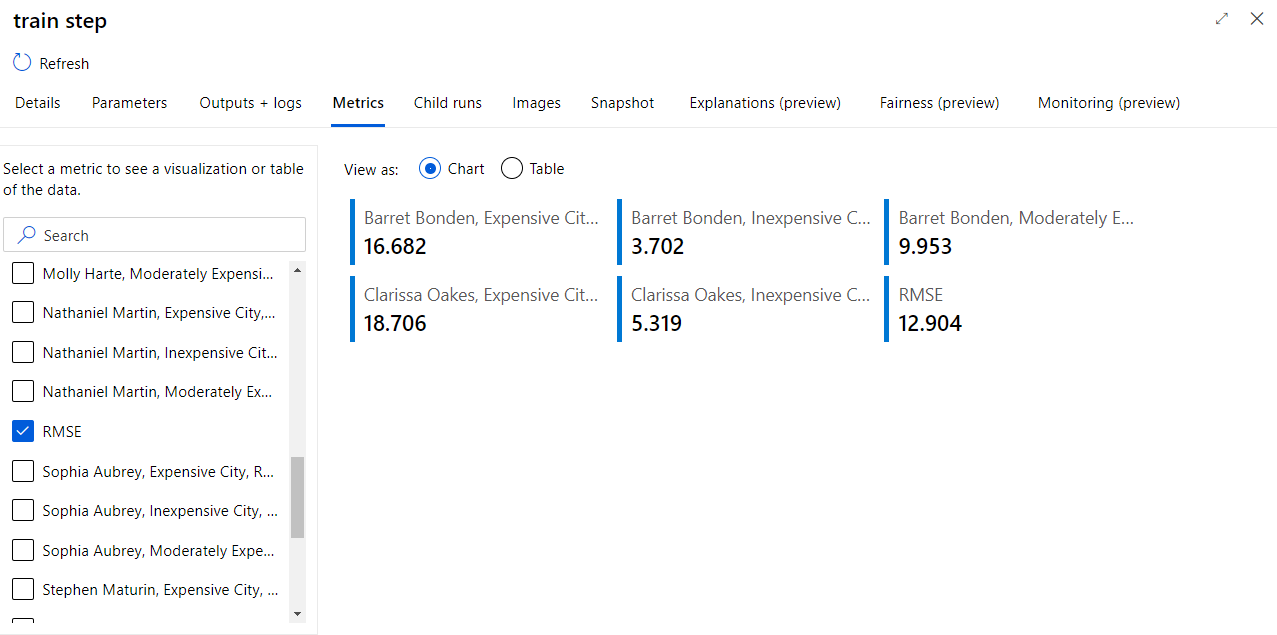 train step
Refresh
Details Parameters Outputs + logs Metrics Child runs Images Snapshot Explanations (preview) Fairness (preview) Monitoring (preview)
Select a metric to see a visualization or table
of the data.
Search
Molly Harte, Moderately Expensi...
Nathaniel Martin, Expensive City,...
Nathaniel Martin, Inexpensive Cit...
Nathaniel Martin, Moderately Ex...
RMSE
Sophia Aubrey, Expensive City, R...
Sophia Aubrey, Inexpensive City, ...
Sophia Aubrey, Moderately Expe...
Stephen Maturin, Expensive City, ...
View as: Chart Table
Barret Bonden, Expensive Cit...
16.682
Barret Bonden, Inexpensive C...
3.702
Barret Bonden, Moderately E...
9.953
Clarissa Oakes, Expensive Cit...
18.706
Clarissa Oakes, Inexpensive C...
5.319
RMSE
12.904